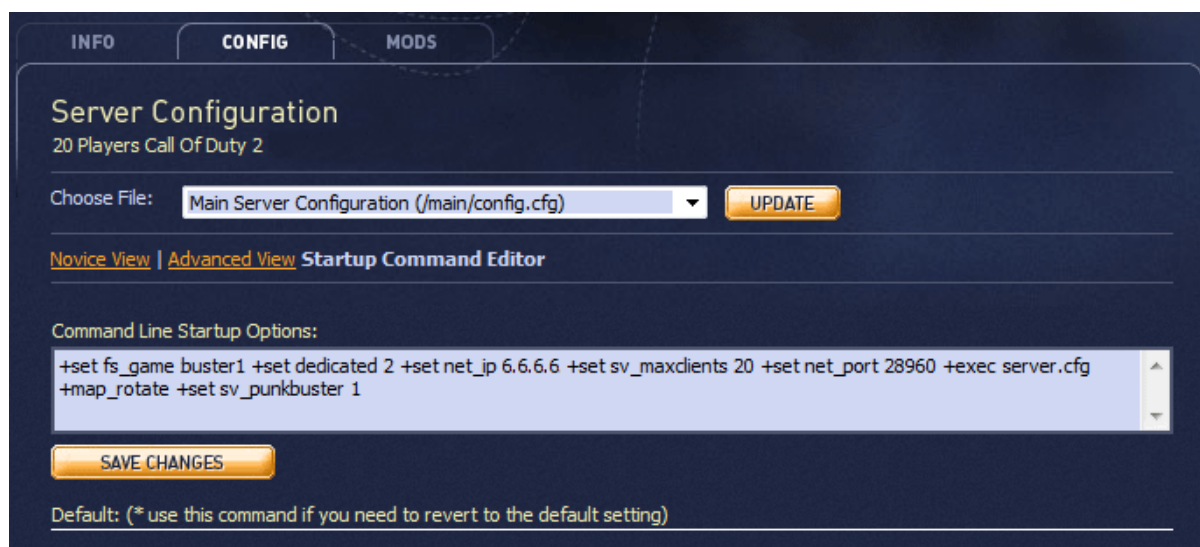 INFO CONFIG MODS
Server Configuration
20 Players Call Of Duty 2
Choose File: Main Server Configuration (/main/config.cfg) UPDATE
Novice View | Advanced View Startup Command Editor
Command Line Startup Options:
+set fs_game buster1 +set dedicated 2 +set net_ip 6.6.6.6 +set sv_maxclients 20 +set net_port 28960 +exec server.cfg
+map_rotate +set sv_punkbuster 1
SAVE CHANGES
Default: (* use this command if you need to revert to the default setting)